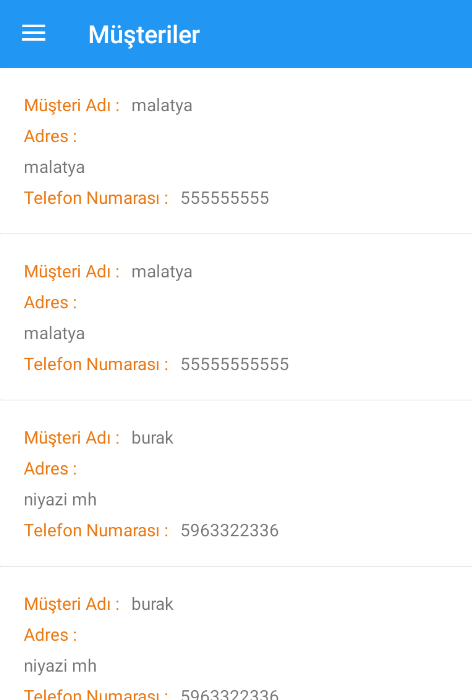 Müşteriler
Müşteri Adı : malatya
Adres :
malatya
Telefon Numarası : 555555555
Müşteri Adı : malatya
Adres :
malatya
Telefon Numarası : 55555555555
Müşteri Adı : burak
Adres :
niyazi mh
Telefon Numarası : 5963322336
Müşteri Adı : burak
Adres :
niyazi mh
Telefon Numarası : 5963322336